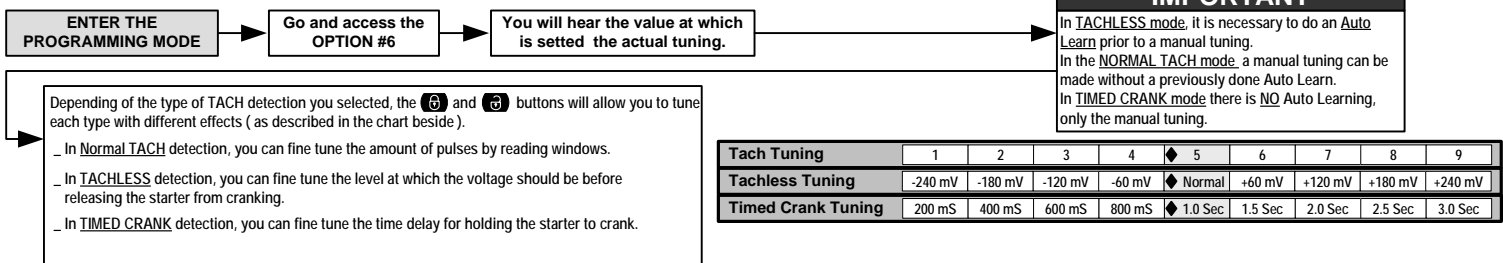 ENTER THE
PROGRAMMING MODE
Go and access the
OPTION #6
You will hear the value at which
is setted the actual tuning.
IMPORTANT
In TACHLESS mode, it is necessary to do an Auto
Learn prior to a manual tuning.
In the NORMAL TACH mode a manual tuning can be
made without a previously done Auto Learn.
In TIMED CRANK mode there is NO Auto Learning,
only the manual tuning.
Depending of the type of TACH detection you selected, the and buttons will allow you to tune
each type with different effects ( as described in the chart beside ).
_ In Normal TACH detection, you can fine tune the amount of pulses by reading windows.
_ In TACHLESS detection, you can fine tune the level at which the voltage should be before
releasing the starter from cranking.
_ In TIMED CRANK detection, you can fine tune the time delay for holding the starter to crank.
Tach Tuning 1 2 3 4 ♦ 5 6 7 8 9
Tachless Tuning -240 mV -180 mV -120 mV -60 mV ♦ Normal +60 mV +120 mV +180 mV +240 mV
Timed Crank Tuning 200 mS 400 mS 600 mS 800 mS ♦ 1.0 Sec 1.5 Sec 2.0 Sec 2.5 Sec 3.0 Sec